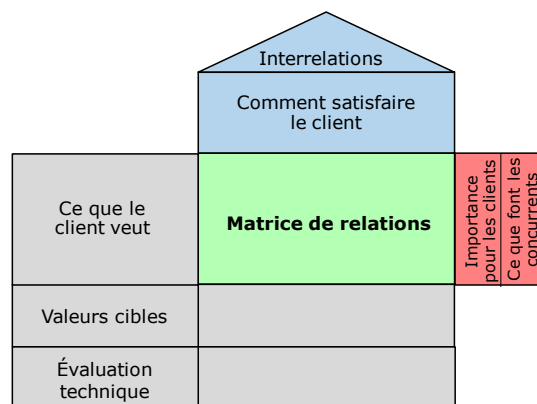 Interrelations
Comment satisfaire
le client
Ce que le
client veut
Matrice de relations
Importance
pour les clients
Ce que font les
concurrents
Valeurs cibles
Évaluation
technique